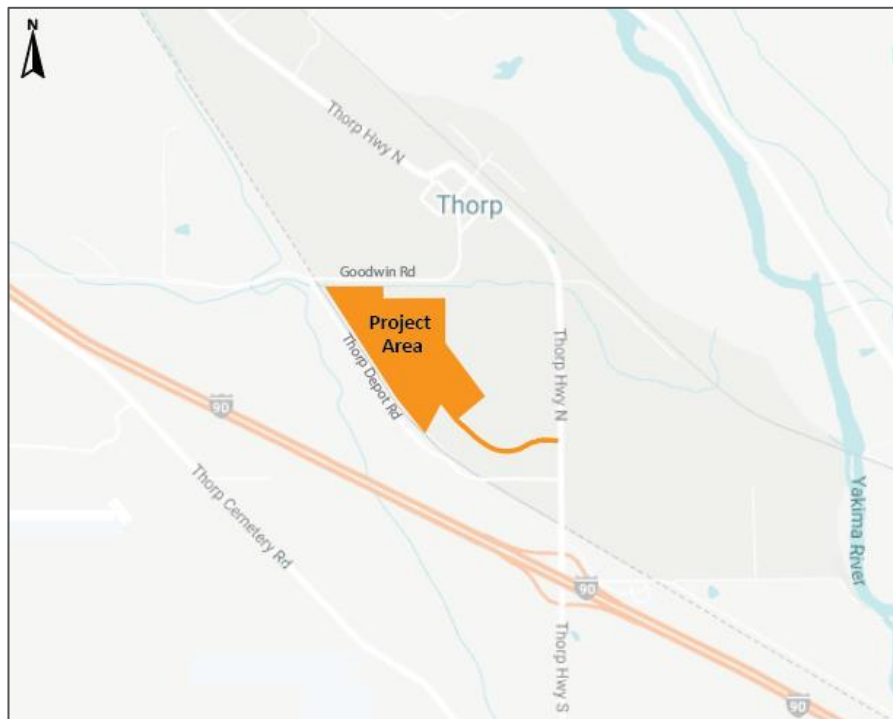 N
Thorp Hwy N
Thorp
Goodwin Rd
Project
Area
Thorp Depot Rd
Thorp Hwy N
90
Thorp Cemetery Rd
Yakima River
90
Thorp Hwy S
90